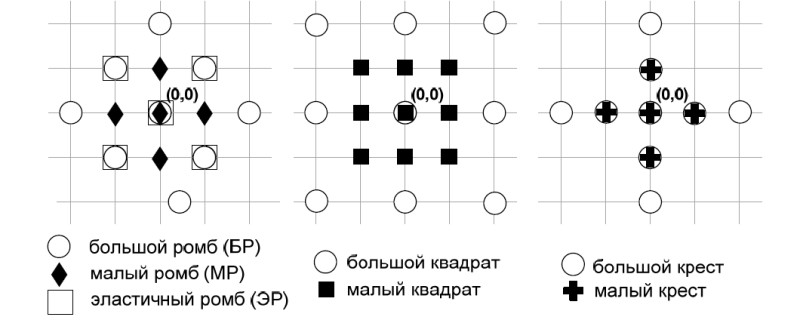 (0,0) (0,0) (0,0)
большой ромб (БР)
малый ромб (МР)
эластичный ромб (ЭР)
большой квадрат
малый квадрат
большой крест
малый крест